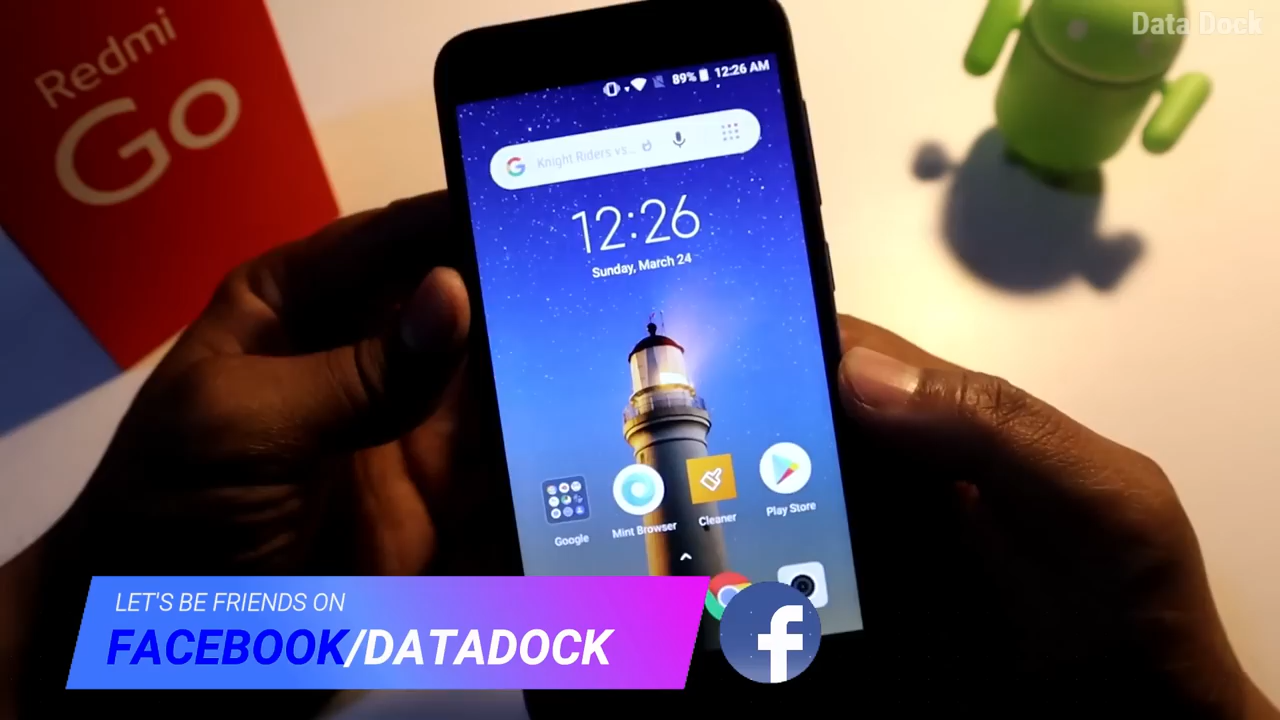 Data Dock
Redmi
Go
89% 12:26 AM
Knight Riders vs...
12:26
Sunday, March 24
Google
Mint Browser
Cleaner
Play Store
LET'S BE FRIENDS ON
FACEBOOK/DATADOCK